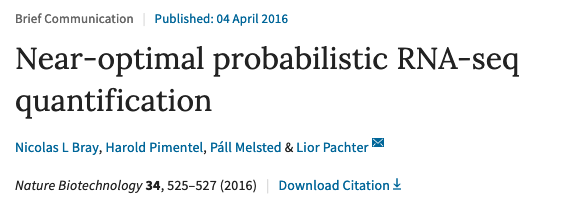 Brief Communication | Published: 04 April 2016
Near-optimal probabilistic RNA-seq
quantification
Nicolas L Bray, Harold Pimentel, Páll Melsted & Lior Pachter
Nature Biotechnology 34, 525–527 (2016) | Download Citation